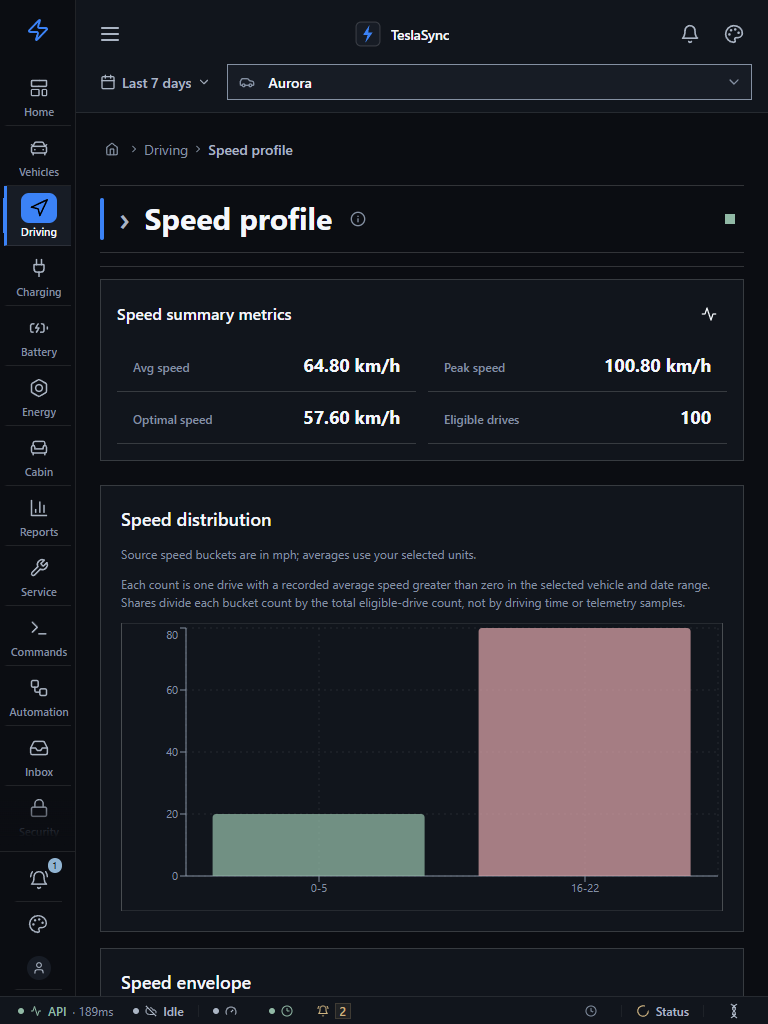 TeslaSync
Last 7 days
Aurora
Home
Vehicles
Driving
Charging
Battery
Energy
Cabin
Reports
Service
Commands
Automation
Inbox
Security
1
Driving
Speed profile
Speed profile
Speed summary metrics
Avg speed 64.80 km/h
Peak speed 100.80 km/h
Optimal speed 57.60 km/h
Eligible drives 100
Speed distribution
Source speed buckets are in mph; averages use your selected units.
Each count is one drive with a recorded average speed greater than zero in the selected vehicle and date range.
Shares divide each bucket count by the total eligible-drive count, not by driving time or telemetry samples.
80
60
40
20
0
0-5
16-22
Speed envelope
API · 189ms
Idle
2
Status